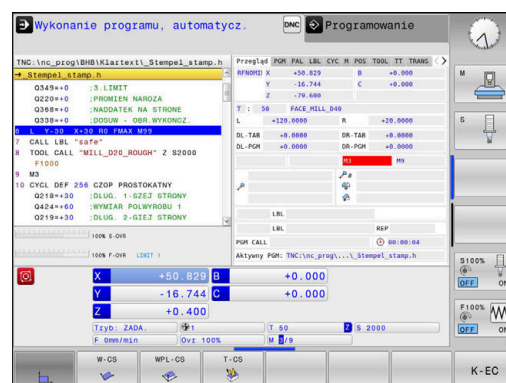 Wykonanie programu, automatycz.
DNC
Programowanie
TNC:\nc_prog\BHB\Klartext\_Stempel_stamp.h
→_Stempel_stamp.h
Q349=+0 ;3.LIMIT
Q220=+0 ;PROMIEN NAROZA
Q368=+0 ;NADDATEK NA STRONE
Q338=+0 ;DOSUW - OBR.WYKONCZ.
6 L Y-30 X+30 R0 FMAX M99
7 CALL LBL "safe"
8 TOOL CALL "MILL_D20_ROUGH" Z S2000
F1000
9 M3
10 CYCL DEF 256 CZOP PROSTOKATNY
Q218=+30 ;DLUG. 1-SZEJ STRONY
Q424=+60 ;WYMIAR POLWYROBU 1
Q219=+30 ;DLUG. 2-GIEJ STRONY
100% S-OVR
100% F-OVR LIMIT 1
Przegląd PGM PAL LBL CYC M POS TOOL TT TRANS
RFNOMI X +50.829 B +0.000
Y -16.744 C +0.000
Z -79.600
T : 50 FACE_MILL_D40
L +120.0000 R +20.0000
DL-TAB +0.0000 DR-TAB +0.0000
DL-PGM +0.0000 DR-PGM +0.0000
M3 M9
P #
LBL
LBL REP
PGM CALL 00:00:04
Aktywny PGM: TNC:\nc_prog\...\_Stempel_stamp.h
X +50.829 B +0.000
Y -16.744 C +0.000
Z +0.400
Tryb: ZADA. 1 T 50 Z S 2000
F 0mm/min Ovr 100% M 3/9
W-CS
WPL-CS
T-CS
M
S
S100%
OFF ON
F100%
OFF ON
K-EC